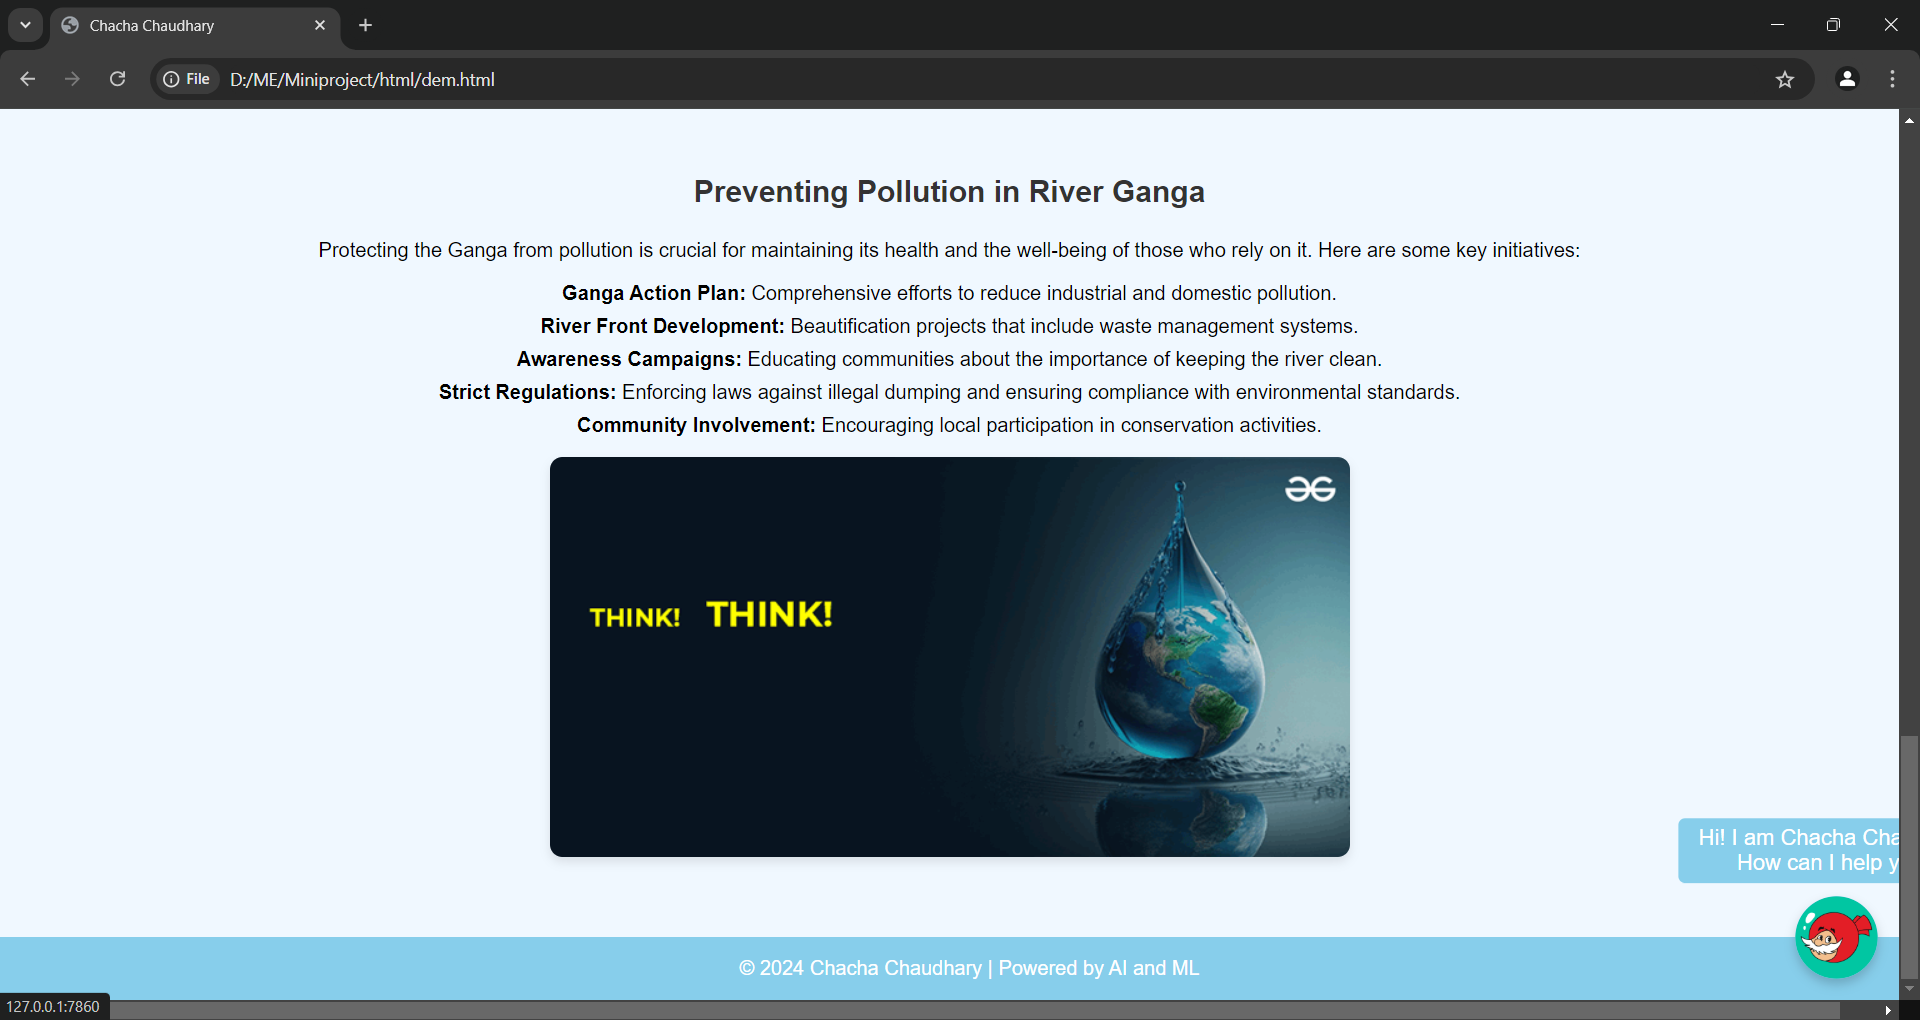 Chacha Chaudhary
File D:/ME/Miniproject/html/dem.html
Preventing Pollution in River Ganga
Protecting the Ganga from pollution is crucial for maintaining its health and the well-being of those who rely on it. Here are some key initiatives:
Ganga Action Plan: Comprehensive efforts to reduce industrial and domestic pollution.
River Front Development: Beautification projects that include waste management systems.
Awareness Campaigns: Educating communities about the importance of keeping the river clean.
Strict Regulations: Enforcing laws against illegal dumping and ensuring compliance with environmental standards.
Community Involvement: Encouraging local participation in conservation activities.
THINK! THINK!
Hi! I am Chacha Cha
How can I help y
© 2024 Chacha Chaudhary | Powered by AI and ML
127.0.0.1:7860